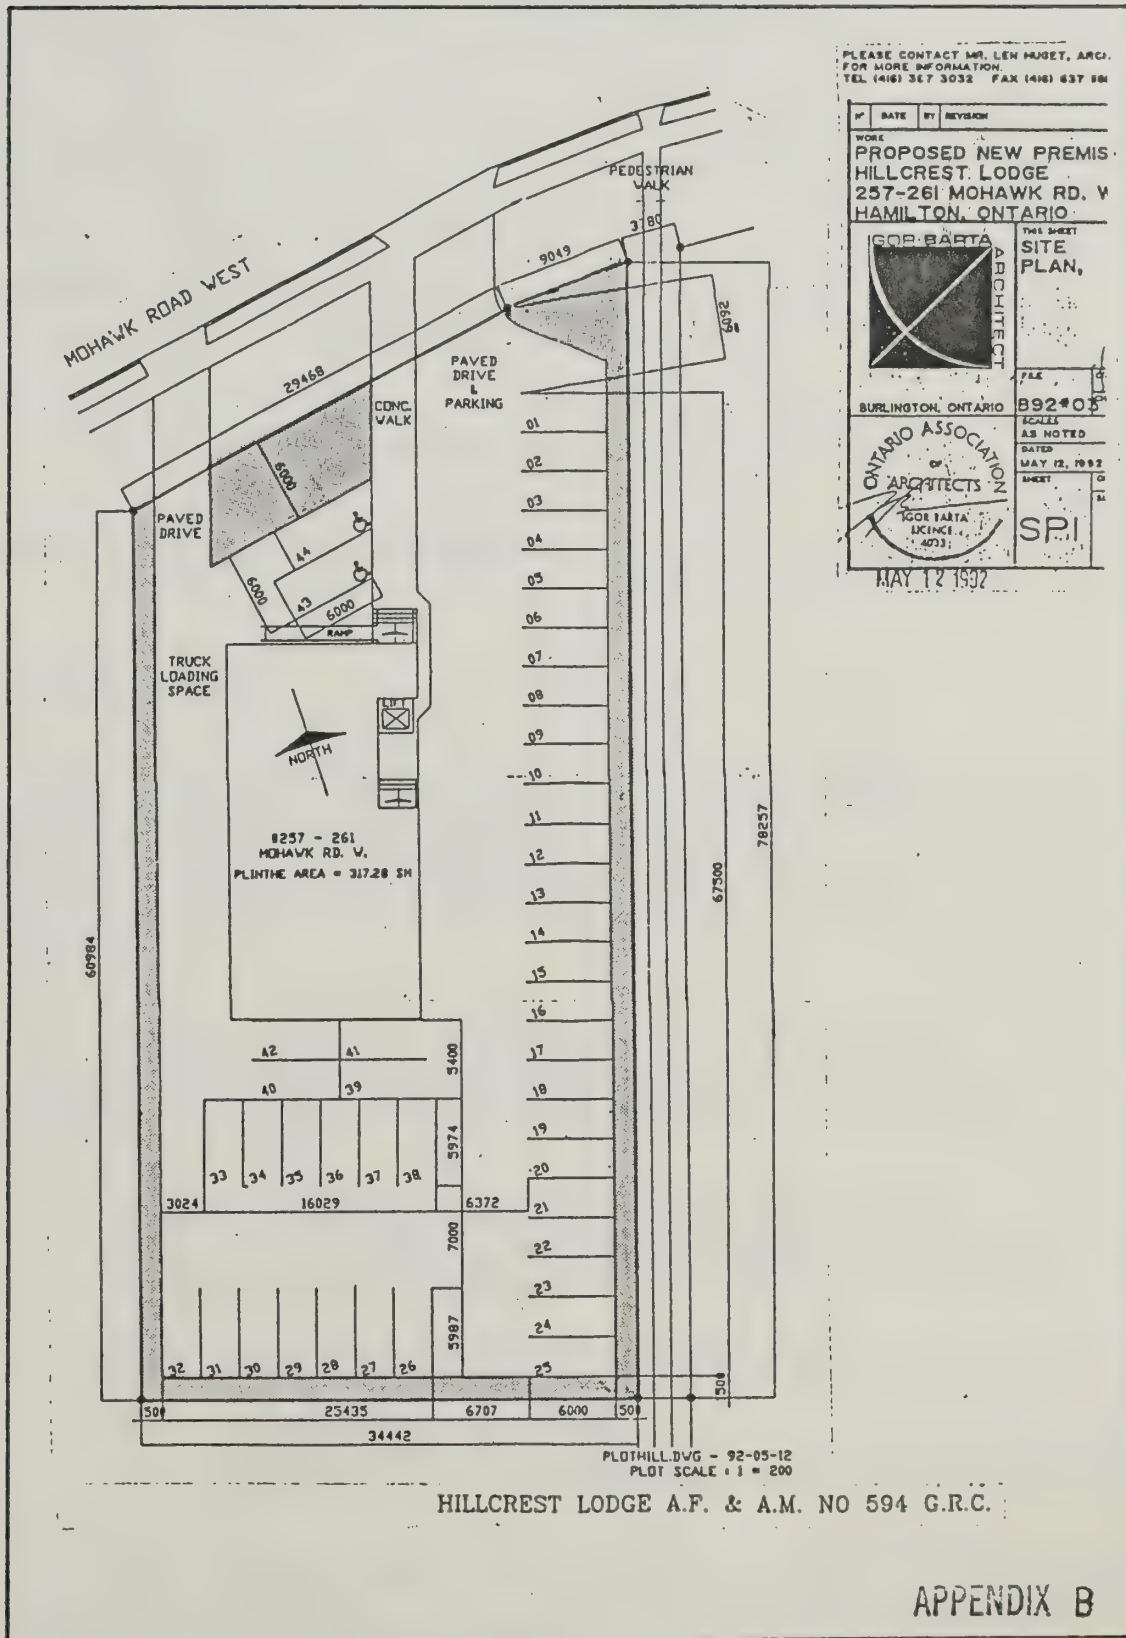 PLEASE CONTACT MR. LEN HUGET, ARC
FOR MORE INFORMATION.
TEL (416) 367 3032 FAX (416) 637
Nº DATE BY REVISION
WORK
PROPOSED NEW PREMIS
HILLCREST LODGE
257-261 MOHAWK RD. W
HAMILTON, ONTARIO
IGOR BARTA
ARCHITECT
BURLINGTON, ONTARIO
THIS SHEET
SITE
PLAN,
FILE
B92#03
SCALES
AS NOTED
DATED
MAY 12, 1992
SHEET
SP1
ONTARIO ASSOCIATION
OF
ARCHITECTS
IGOR BARTA
LICENCE
4033
MAY 12 1992
PEDESTRIAN
WALK
3780
9049
MOHAWK ROAD WEST
29468
PAVED
DRIVE
&
PARKING
CONC.
WALK
6000
PAVED
DRIVE
44
43
6000
6000
RAMP
TRUCK
LOADING
SPACE
LIFT
NORTH
#257 - 261
MOHAWK RD. W.
PLINTHE AREA = 317.28 SM
01
02
03
04
05
06
07
08
09
10
11
12
13
14
15
16
17
18
19
20
21
22
23
24
25
60984
67500
78257
42 41
40 39
5400
33 34 35 36 37 38
5974
3024 16029 6372
7000
5987
32 31 30 29 28 27 26
25435 6707 6000
34442
PLOTHILL.DWG - 92-05-12
PLOT SCALE : 1 = 200
HILLCREST LODGE A.F. & A.M. NO 594 G.R.C.
APPENDIX B